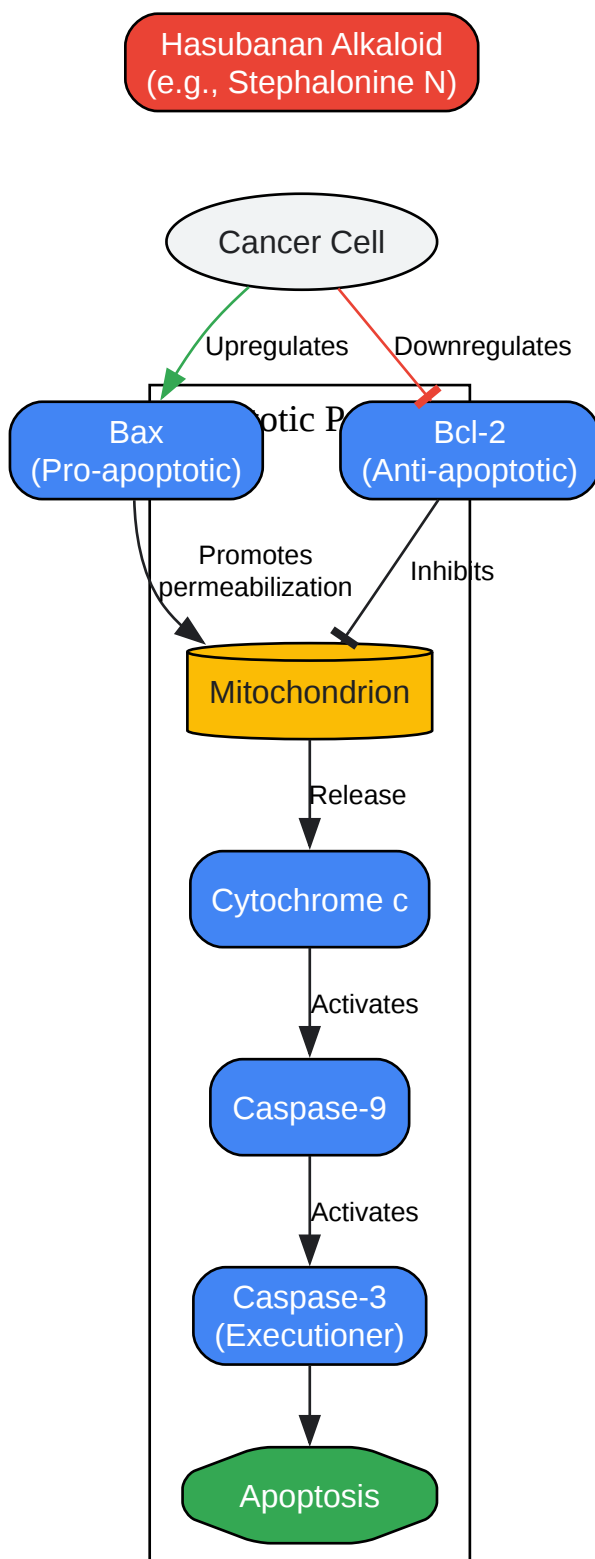 Hasubanan Alkaloid
(e.g., Stephalonine N)
Cancer Cell
Upregulates
Downregulates
Bax
(Pro-apoptotic)
Bcl-2
(Anti-apoptotic)
Promotes
permeabilization
Inhibits
Mitochondrion
Release
Cytochrome c
Activates
Caspase-9
Activates
Caspase-3
(Executioner)
Apoptosis